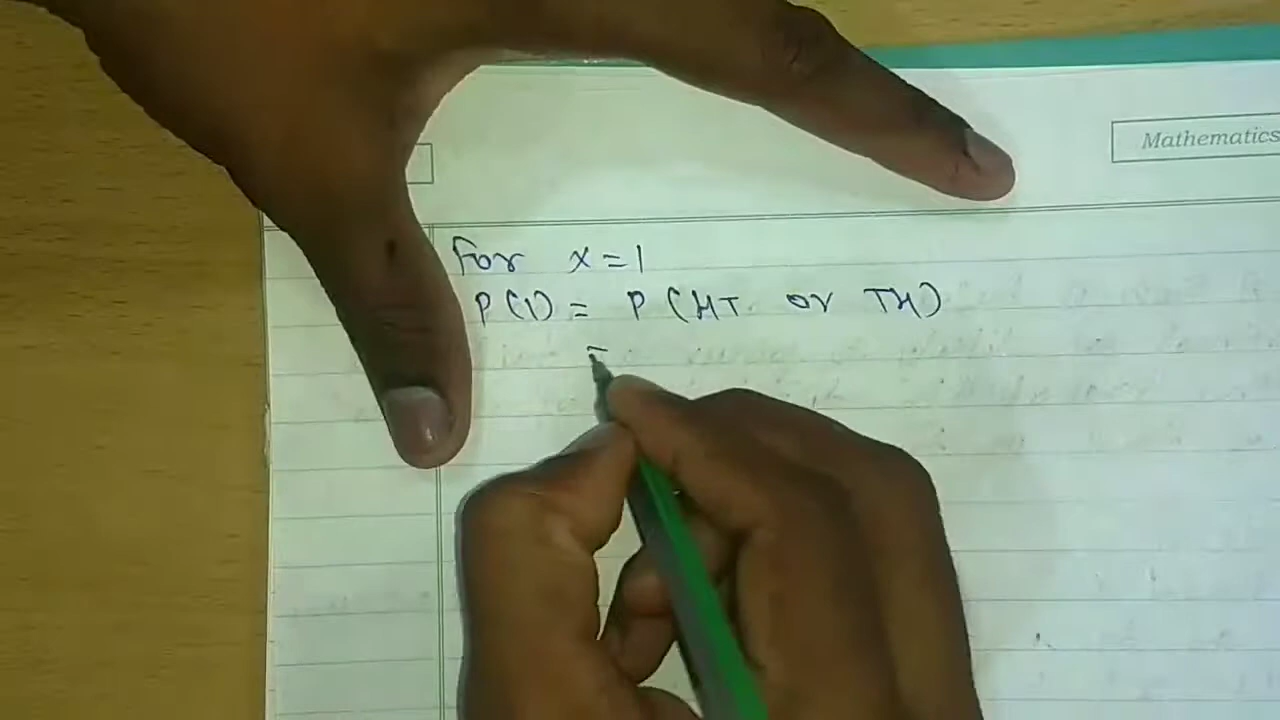 Mathematics
For x=1
P(1) = P(HT or TH)
=